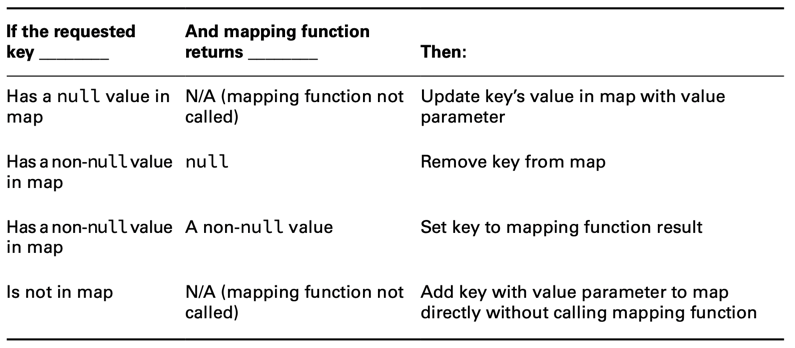 If the requested And mapping function
key ________ returns ________ Then:
Has a null value in N/A (mapping function not Update key’s value in map with value
map called) parameter
Has a non-null value null Remove key from map
in map
Has a non-null value A non-null value Set key to mapping function result
in map
Is not in map N/A (mapping function not Add key with value parameter to map
called) directly without calling mapping function